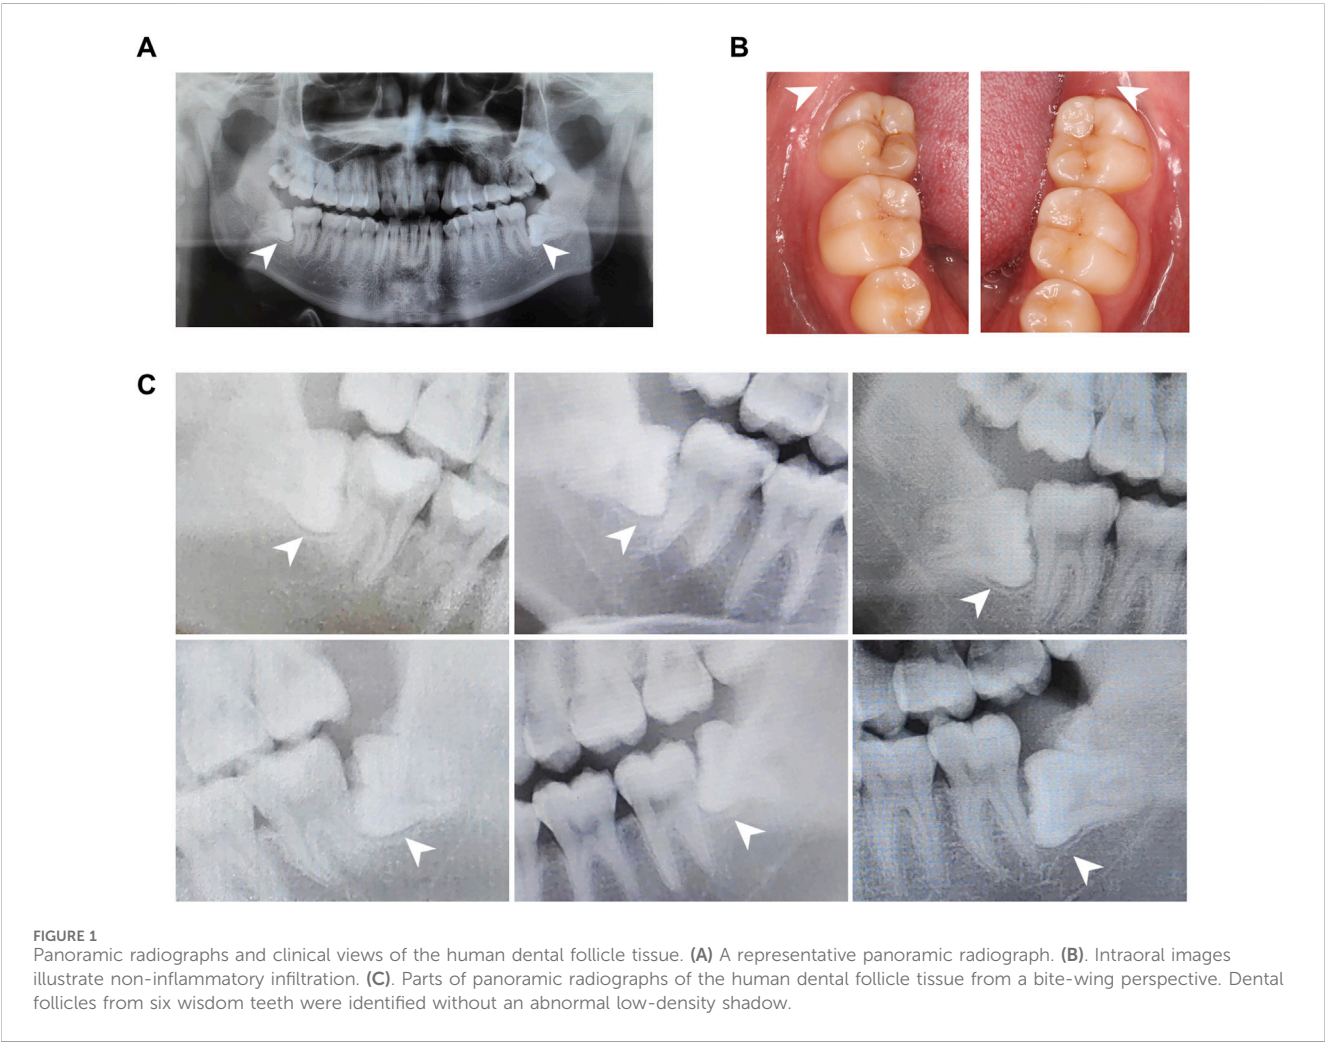 A
B
C
FIGURE 1
Panoramic radiographs and clinical views of the human dental follicle tissue. (A) A representative panoramic radiograph. (B). Intraoral images
illustrate non-inflammatory infiltration. (C). Parts of panoramic radiographs of the human dental follicle tissue from a bite-wing perspective. Dental
follicles from six wisdom teeth were identified without an abnormal low-density shadow.